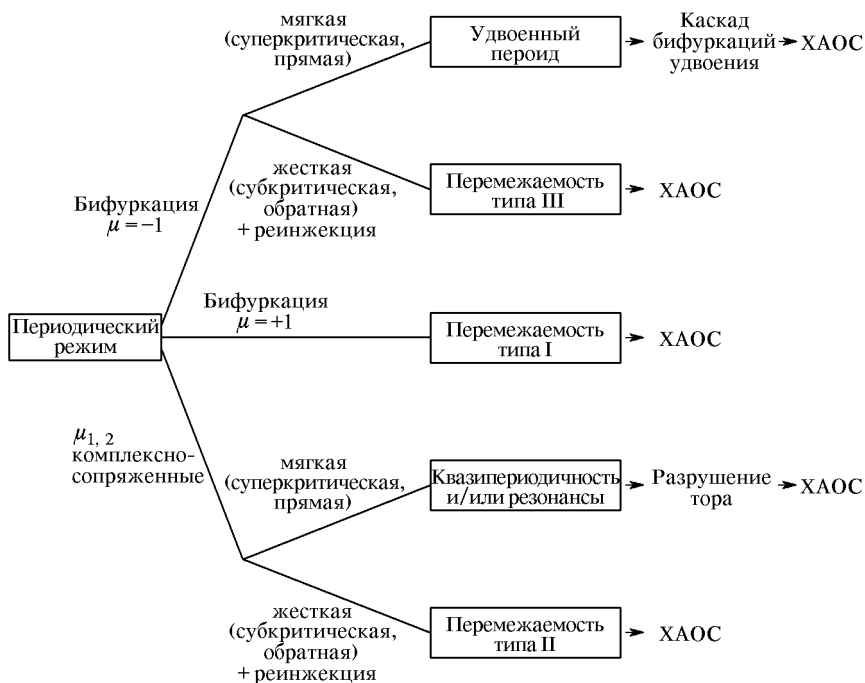 мягкая
(суперкритическая,
прямая)
Удвоенный
пероид
Каскад
бифуркаций
удвоения
ХАОС
жесткая
(субкритическая,
обратная)
+ реинжекция
Перемежаемость
типа III
ХАОС
Бифуркация
μ = −1
Бифуркация
μ = +1
Периодический
режим
Перемежаемость
типа I
ХАОС
μ1, 2
комплексно-
сопряженные
мягкая
(суперкритическая,
прямая)
Квазипериодичность
и/или резонансы
Разрушение
тора
ХАОС
жесткая
(субкритическая,
обратная)
+ реинжекция
Перемежаемость
типа II
ХАОС